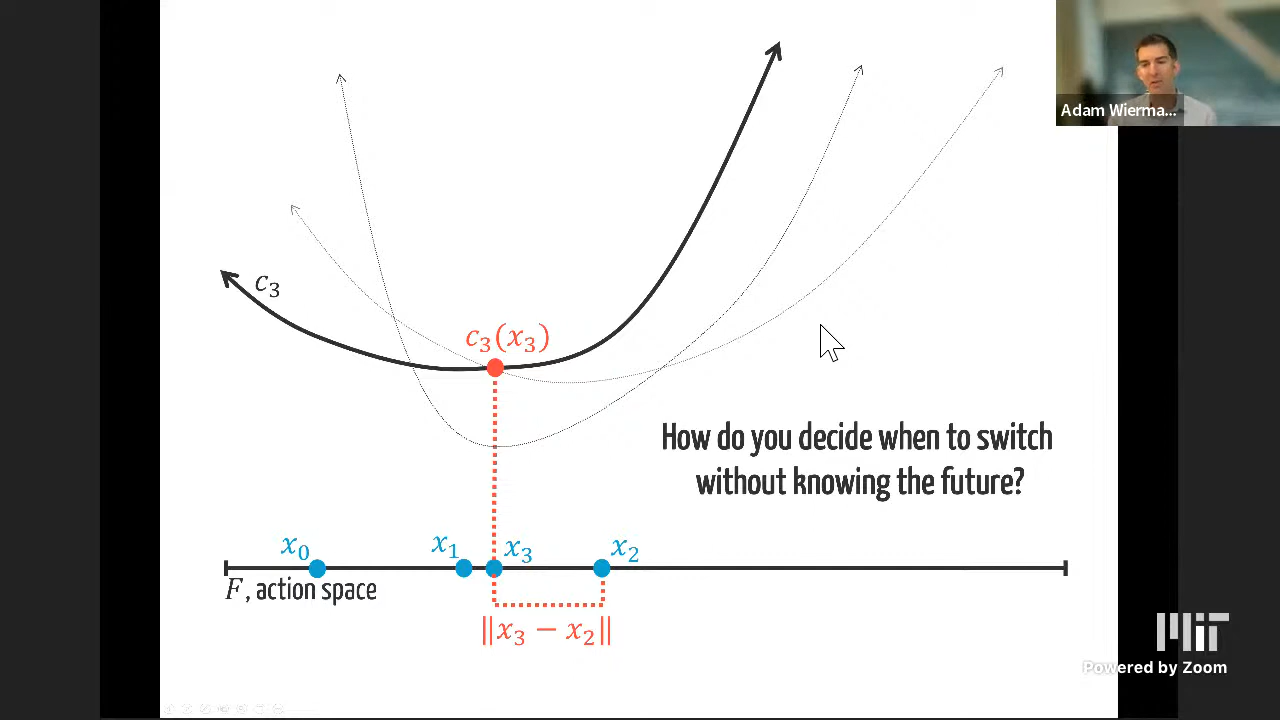 Adam Wierma...
c₃
c₃(x₃)
How do you decide when to switch
without knowing the future?
x₀
x₁
x₃
x₂
F, action space
‖x₃ − x₂‖
MIT
Powered by Zoom